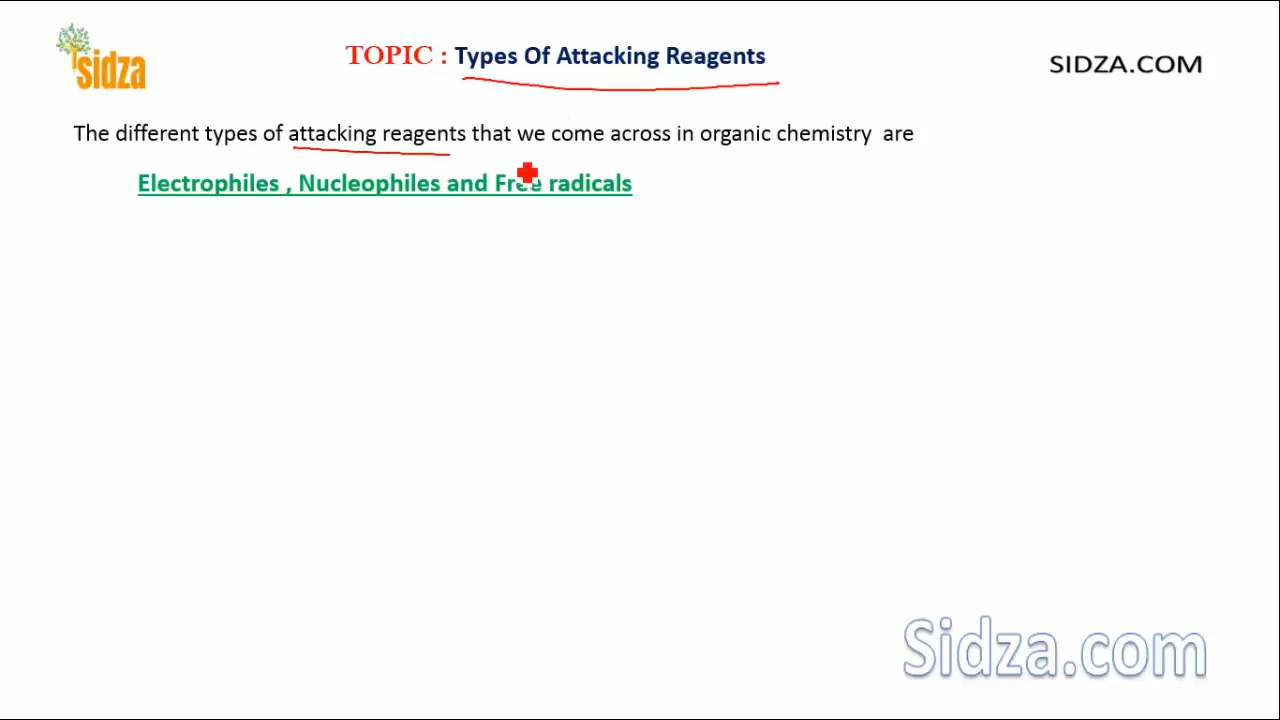 sidza
TOPIC : Types Of Attacking Reagents
SIDZA.COM
The different types of attacking reagents that we come across in organic chemistry are
Electrophiles , Nucleophiles and Free radicals
Sidza.com